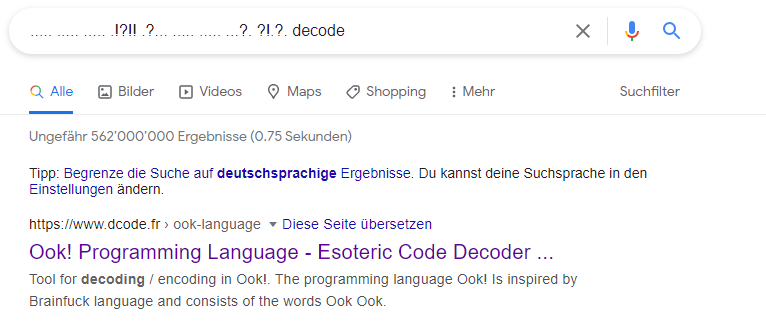 ..... ..... ..... .!?!! .?... ..... ..... ...?. ?!.?. decode
Alle Bilder Videos Maps Shopping Mehr Suchfilter
Ungefähr 562'000'000 Ergebnisse (0.75 Sekunden)
Tipp: Begrenze die Suche auf deutschsprachige Ergebnisse. Du kannst deine Suchsprache in den
Einstellungen ändern.
https://www.dcode.fr › ook-language Diese Seite übersetzen
Ook! Programming Language - Esoteric Code Decoder ...
Tool for decoding / encoding in Ook!. The programming language Ook! Is inspired by
Brainfuck language and consists of the words Ook Ook.